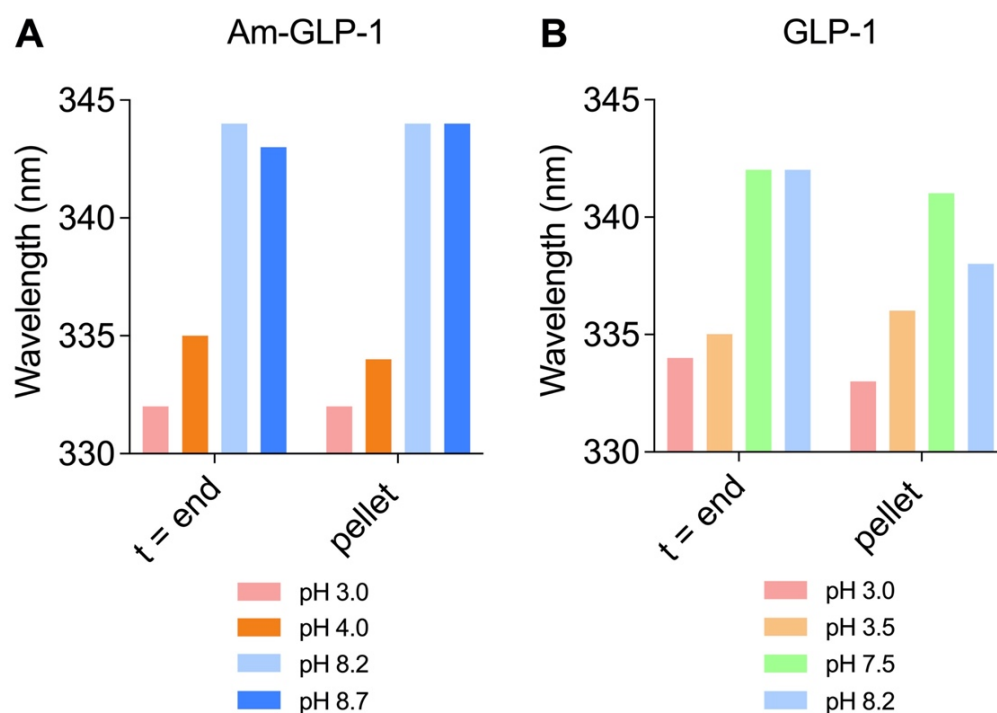 A
Am-GLP-1
Wavelength (nm)
345
340
335
330
t = end
pellet
pH 3.0
pH 4.0
pH 8.2
pH 8.7
B
GLP-1
Wavelength (nm)
345
340
335
330
t = end
pellet
pH 3.0
pH 3.5
pH 7.5
pH 8.2